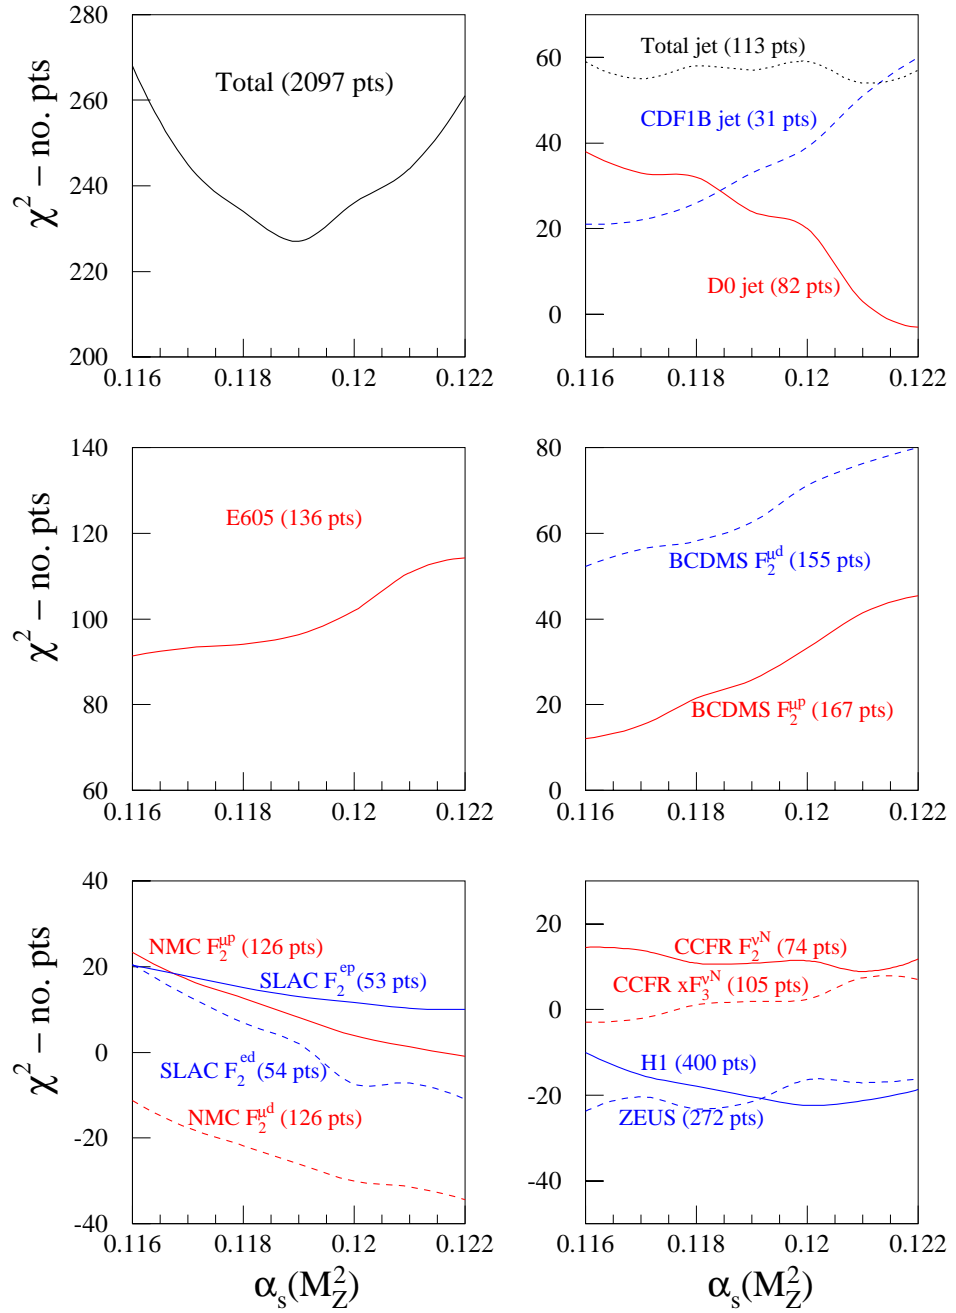 χ² – no. pts
280
260
240
220
200
Total (2097 pts)
0.116 0.118 0.12 0.122
60
40
20
0
Total jet (113 pts)
CDF1B jet (31 pts)
D0 jet (82 pts)
0.116 0.118 0.12 0.122
χ² – no. pts
140
120
100
80
60
E605 (136 pts)
0.116 0.118 0.12 0.122
80
60
40
20
0
BCDMS F₂^μd (155 pts)
BCDMS F₂^μp (167 pts)
0.116 0.118 0.12 0.122
χ² – no. pts
40
20
0
-20
-40
NMC F₂^μp (126 pts)
SLAC F₂^ep (53 pts)
SLAC F₂^ed (54 pts)
NMC F₂^μd (126 pts)
0.116 0.118 0.12 0.122
α_s(M_Z²)
20
0
-20
-40
CCFR F₂^νN (74 pts)
CCFR xF₃^νN (105 pts)
H1 (400 pts)
ZEUS (272 pts)
0.116 0.118 0.12 0.122
α_s(M_Z²)